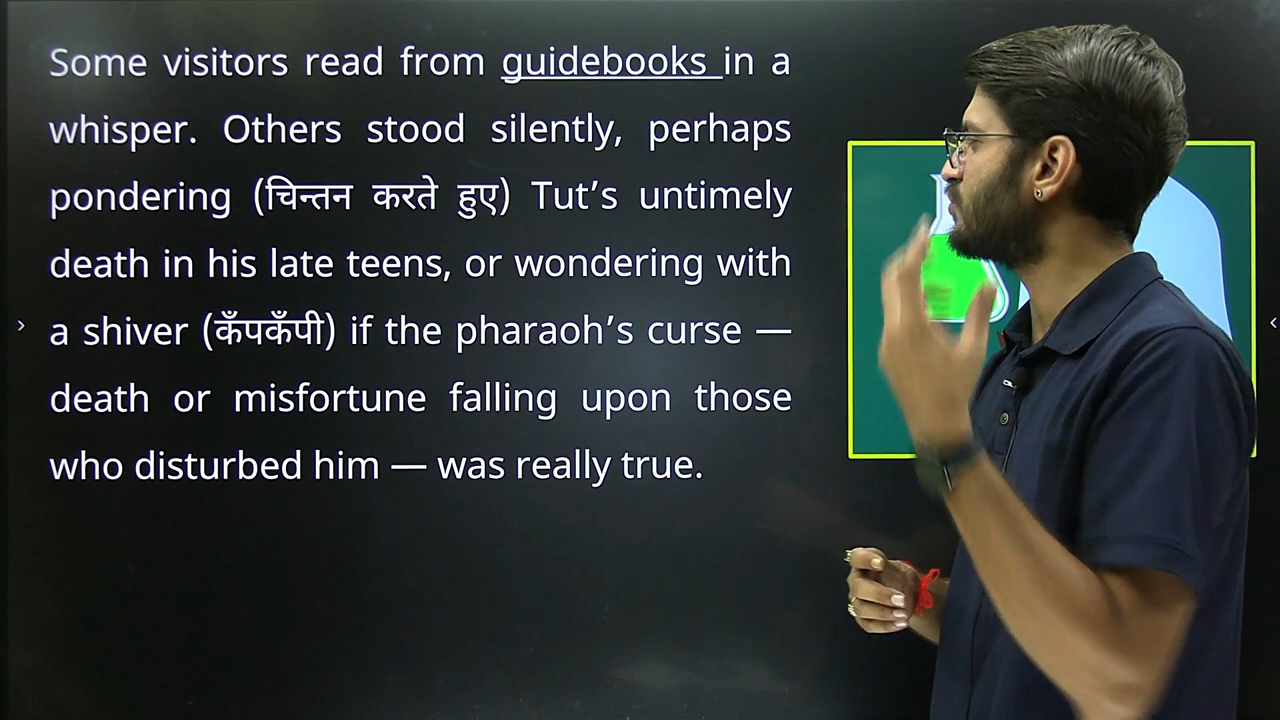 Some visitors read from guidebooks in a
whisper. Others stood silently, perhaps
pondering (चिन्तन करते हुए) Tut’s untimely
death in his late teens, or wondering with
a shiver (कँपकँपी) if the pharaoh’s curse —
death or misfortune falling upon those
who disturbed him — was really true.